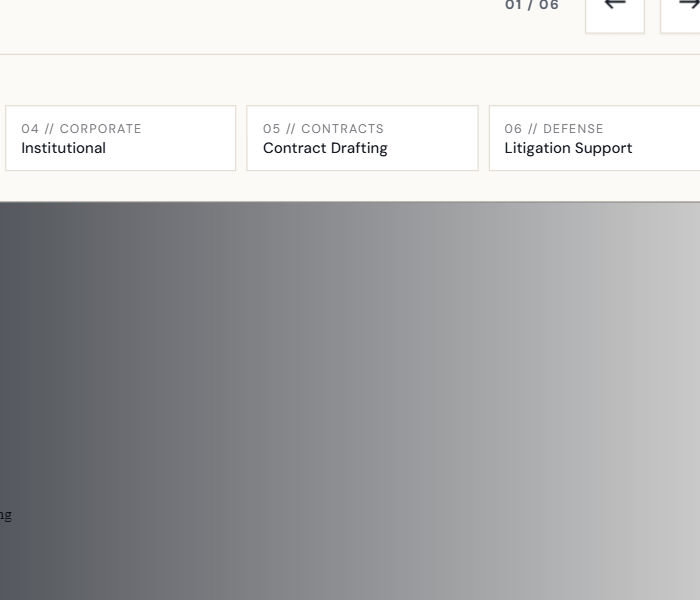 01 / 06
04 // CORPORATE
Institutional
05 // CONTRACTS
Contract Drafting
06 // DEFENSE
Litigation Support